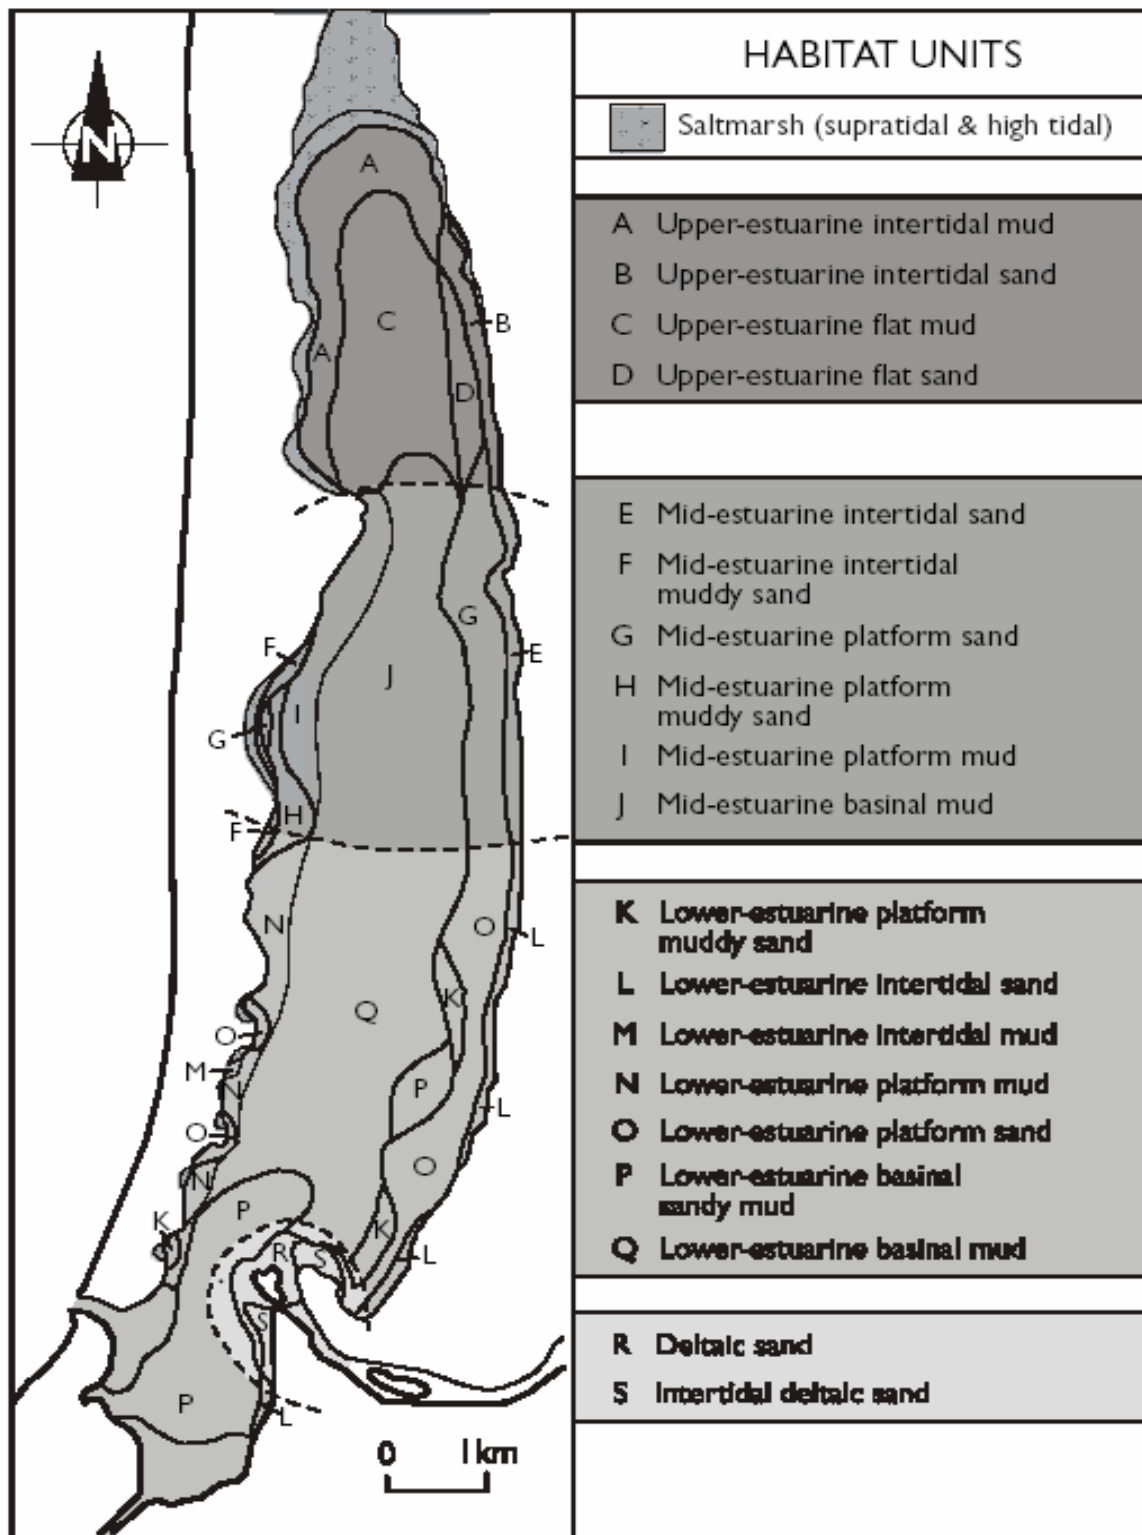 HABITAT UNITS
Saltmarsh (supratidal & high tidal)
A Upper-estuarine intertidal mud
B Upper-estuarine intertidal sand
C Upper-estuarine flat mud
D Upper-estuarine flat sand
E Mid-estuarine intertidal sand
F Mid-estuarine intertidal
muddy sand
G Mid-estuarine platform sand
H Mid-estuarine platform
muddy sand
I Mid-estuarine platform mud
J Mid-estuarine basinal mud
K Lower-estuarine platform
muddy sand
L Lower-estuarine intertidal sand
M Lower-estuarine intertidal mud
N Lower-estuarine platform mud
O Lower-estuarine platform sand
P Lower-estuarine basinal
sandy mud
Q Lower-estuarine basinal mud
R Deltaic sand
S Intertidal deltaic sand
N
A
C
B
A
D
G
F
E
J
I
G
H
F
N
O
L
K
Q
O
M
N
P
L
O
O
N
P
K
K
R
S
L
S
P
L
0 1km